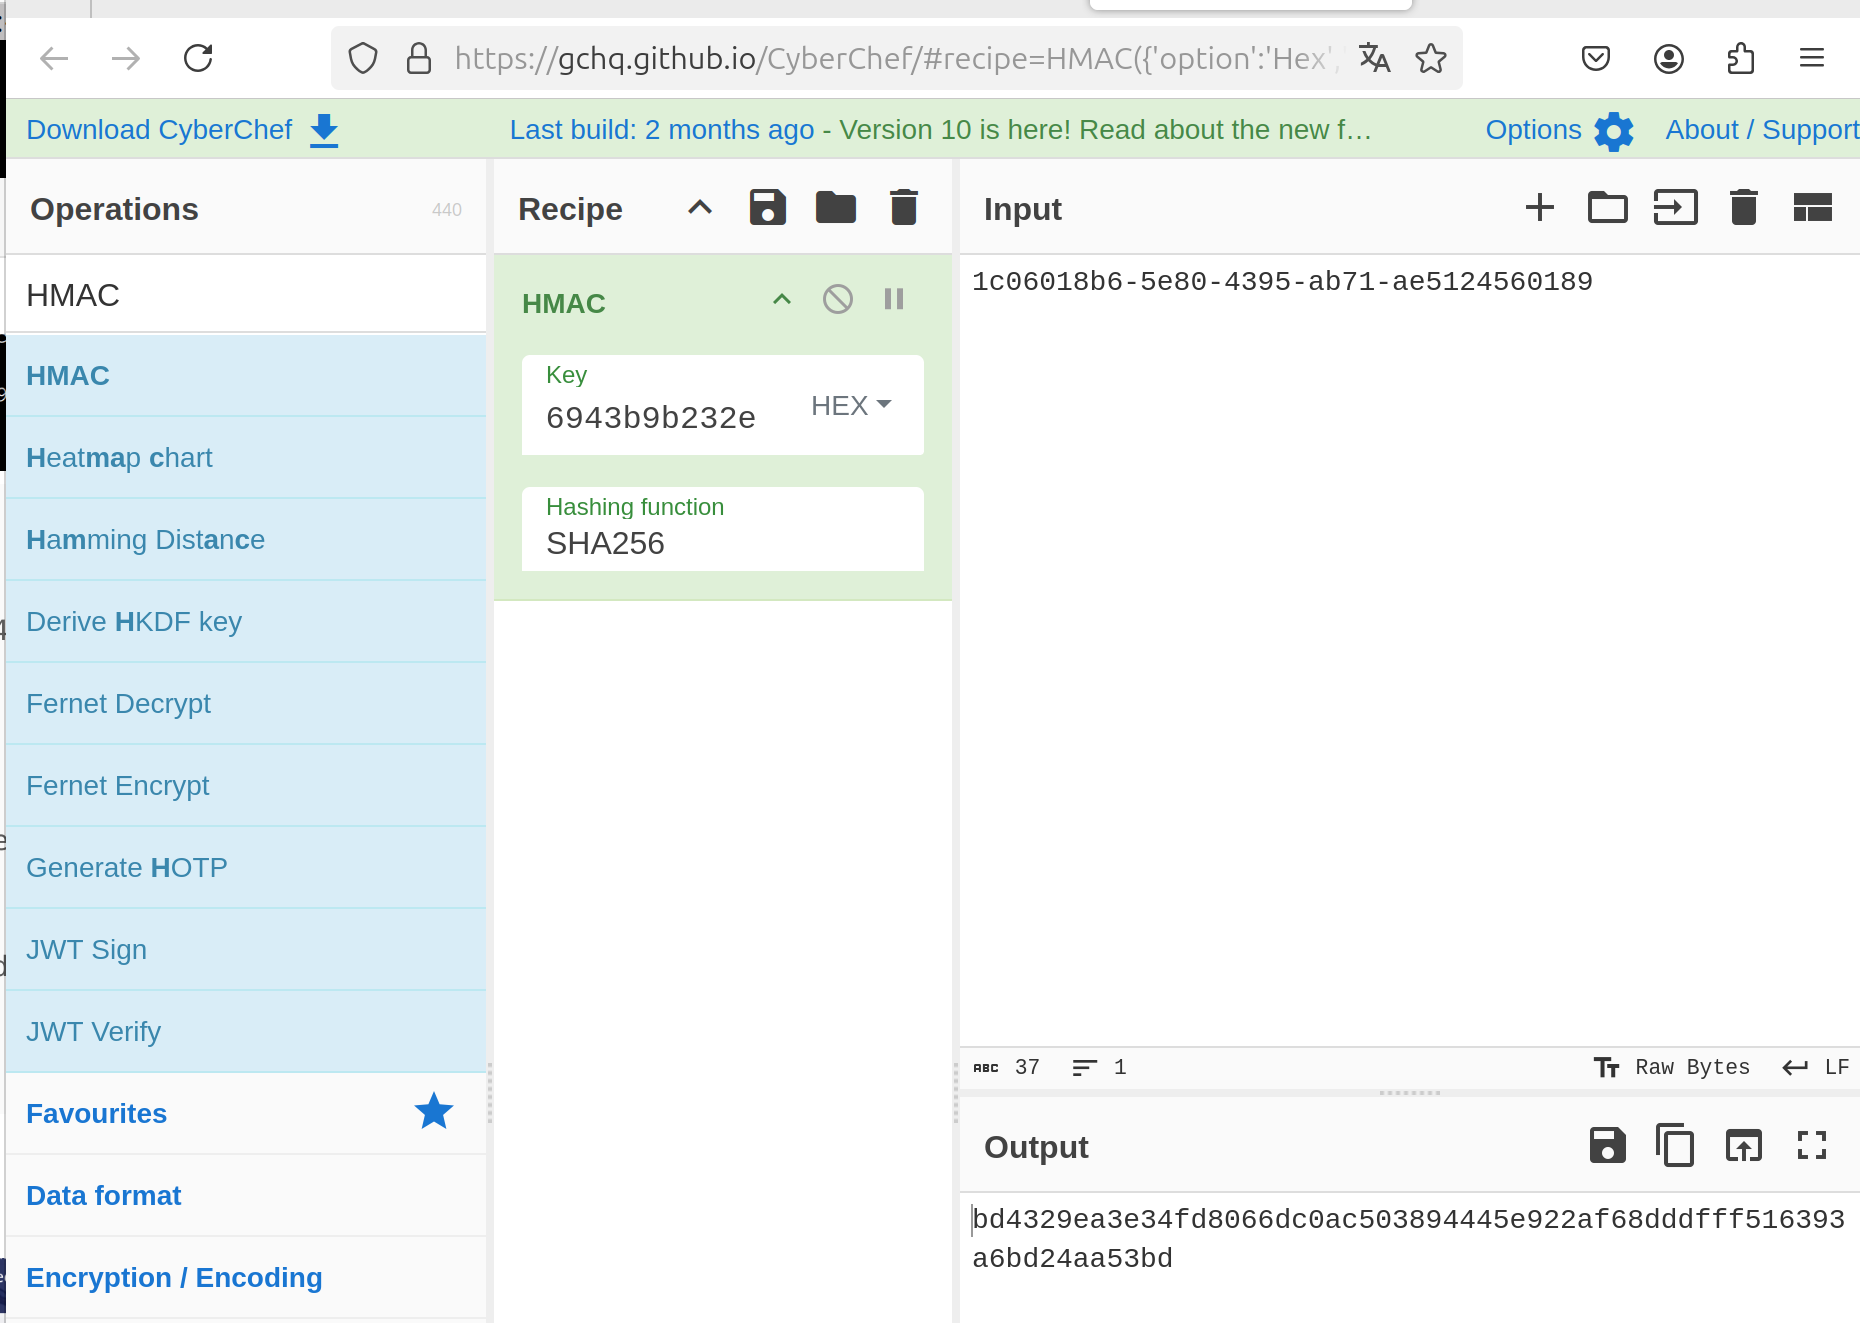 https://gchq.github.io/CyberChef/#recipe=HMAC({'option':'Hex',
Download CyberChef
Last build: 2 months ago - Version 10 is here! Read about the new f…
Options
About / Support
Operations
440
HMAC
HMAC
Heatmap chart
Hamming Distance
Derive HKDF key
Fernet Decrypt
Fernet Encrypt
Generate HOTP
JWT Sign
JWT Verify
Favourites
Data format
Encryption / Encoding
Recipe
HMAC
Key
6943b9b232e
HEX
Hashing function
SHA256
Input
1c06018b6-5e80-4395-ab71-ae5124560189
ABC 37 1
Raw Bytes LF
Output
bd4329ea3e34fd8066dc0ac503894445e922af68dddfff516393
a6bd24aa53bd